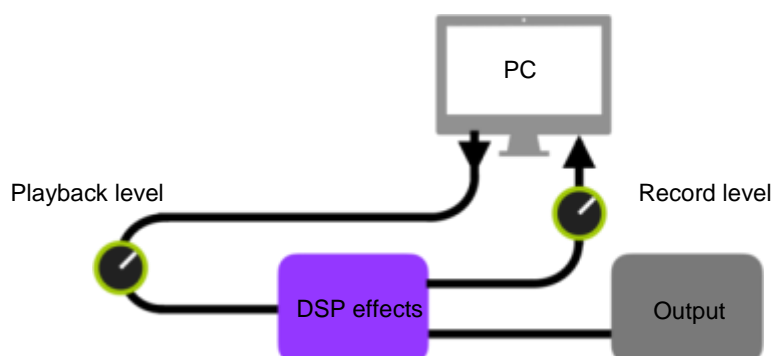 PC
Playback level
Record level
DSP effects
Output